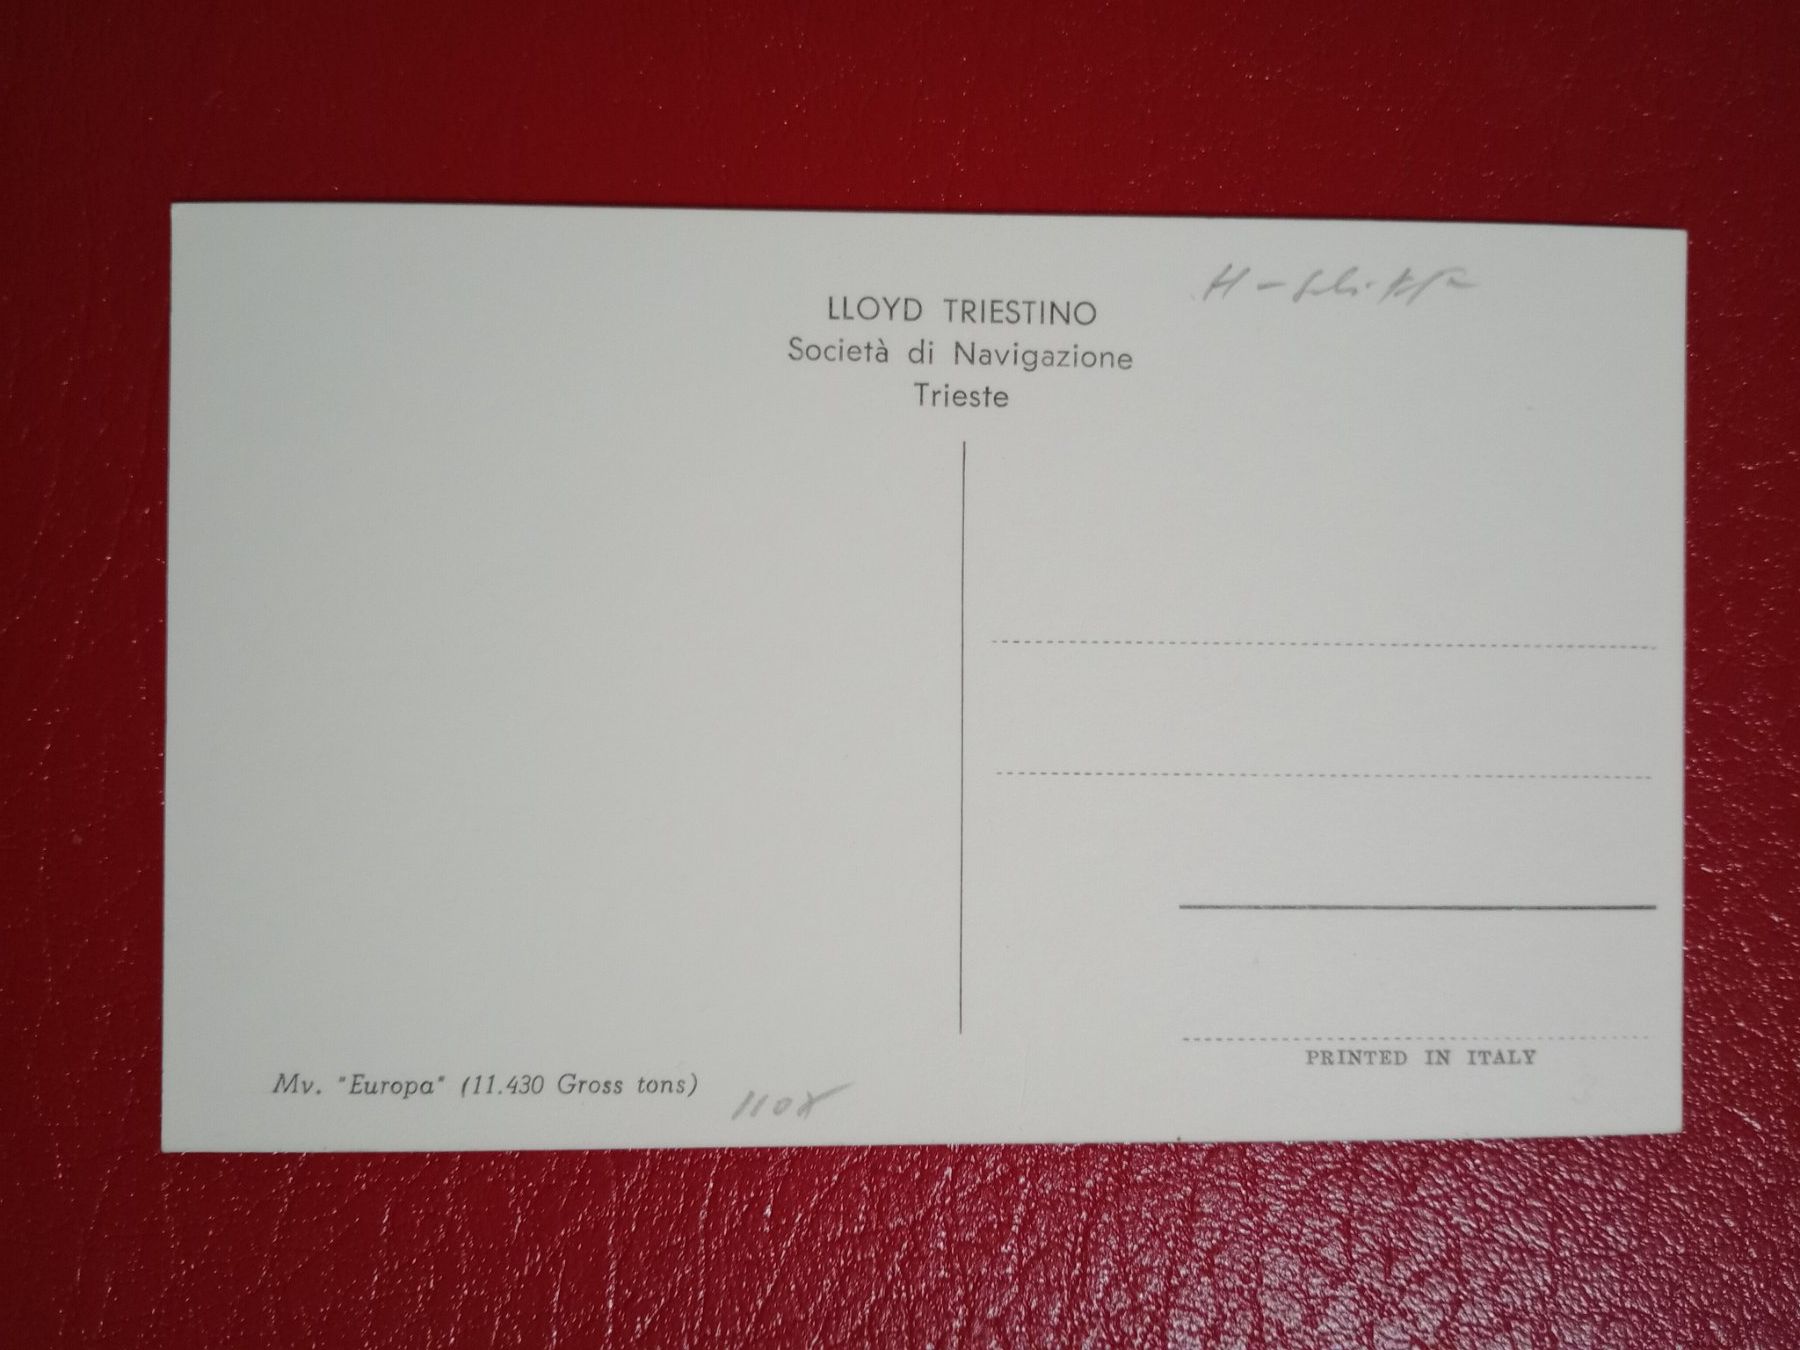 LLOYD TRIESTINO
Società di Navigazione
Trieste
Mv. "Europa" (11.430 Gross tons)
PRINTED IN ITALY